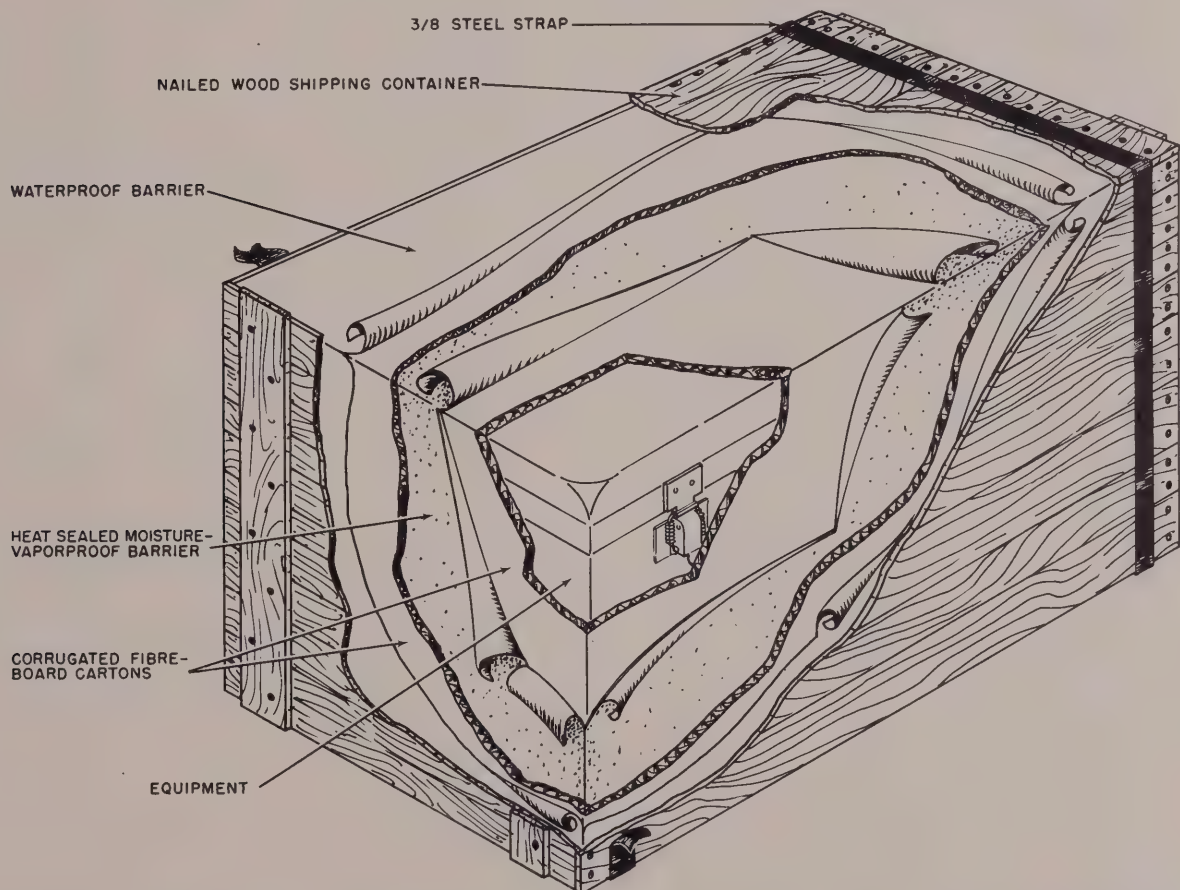 3/8 STEEL STRAP
NAILED WOOD SHIPPING CONTAINER
WATERPROOF BARRIER
HEAT SEALED MOISTURE-
VAPORPROOF BARRIER
CORRUGATED FIBRE-
BOARD CARTONS
EQUIPMENT